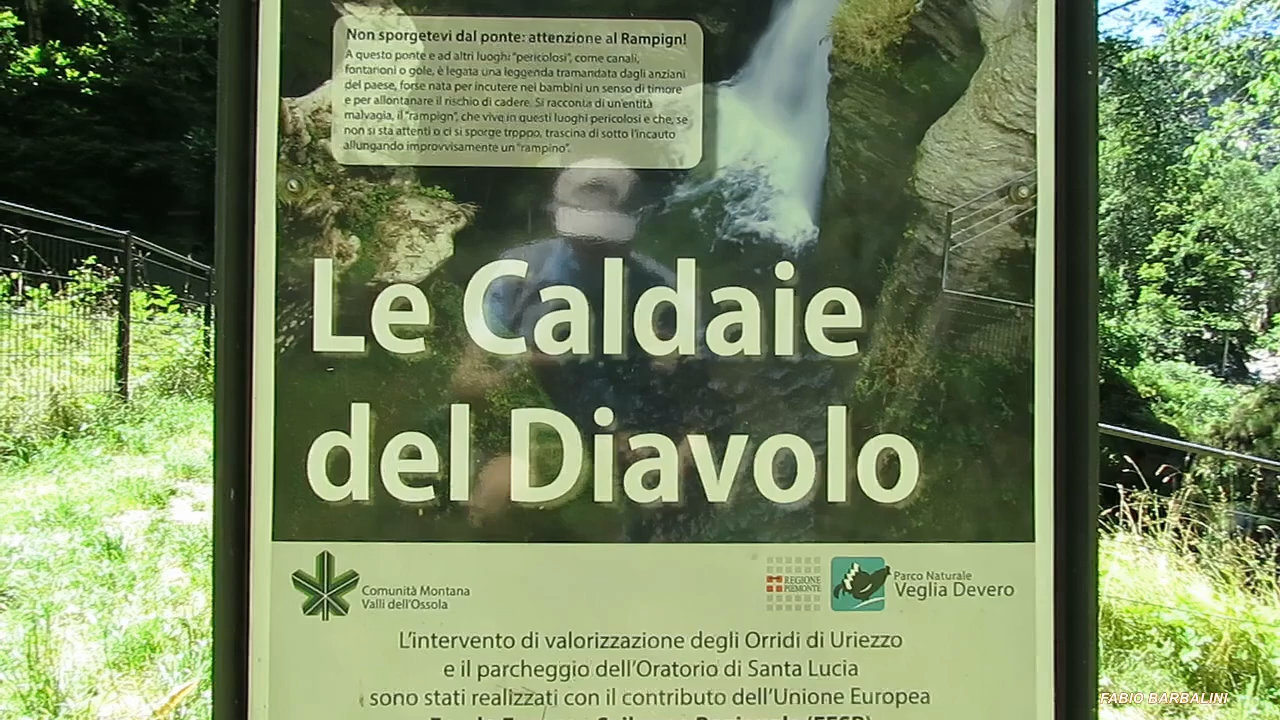 Non sporgetevi dal ponte: attenzione al Rampign!
A questo ponte e ad altri luoghi "pericolosi", come canali,
fontanoni o gole, è legata una leggenda tramandata dagli anziani
del paese, forse nata per incutere nei bambini un senso di timore
e per allontanare il rischio di cadere. Si racconta di un'entità
malvagia, il "rampign", che vive in questi luoghi pericolosi e che, se
non si sta attenti o ci si sporge troppo, trascina di sotto l'incauto
allungando improvvisamente un "rampino".
Le Caldaie
del Diavolo
Comunità Montana
Valli dell'Ossola
REGIONE
PIEMONTE
Parco Naturale
Veglia Devero
L'intervento di valorizzazione degli Orridi di Uriezzo
e il parcheggio dell'Oratorio di Santa Lucia
sono stati realizzati con il contributo dell'Unione Europea
FABIO BARBALINI